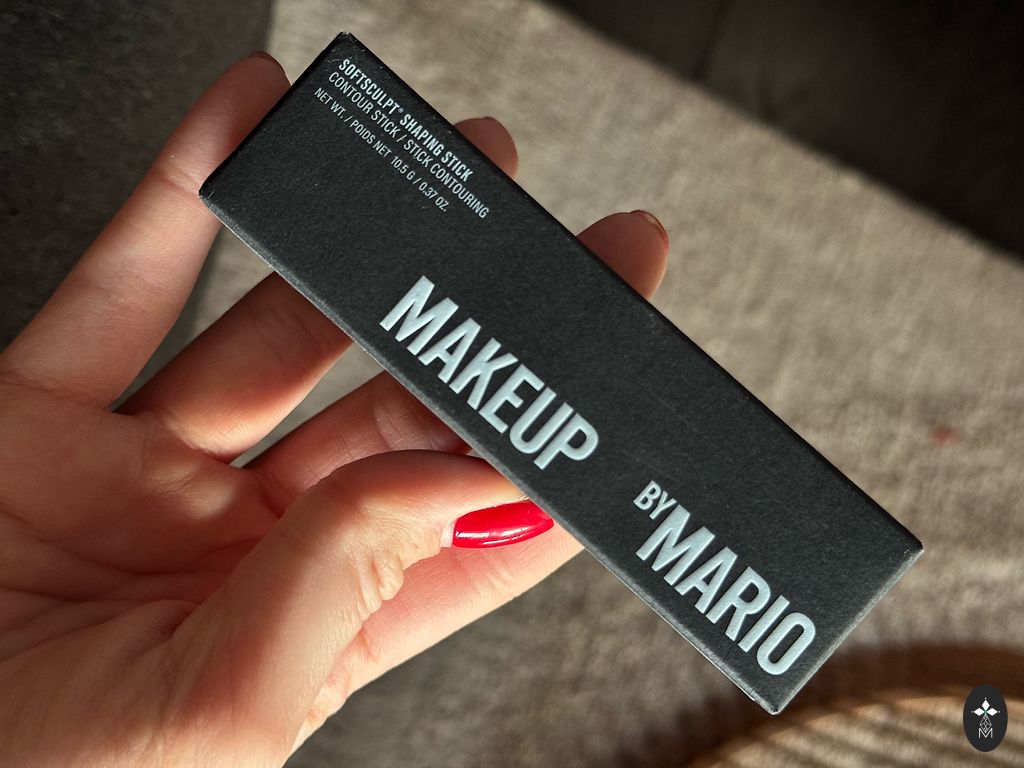 SOFTSCULPT® SHAPING STICK
CONTOUR STICK / STICK CONTOURING
NET WT. / POIDS NET 10.5 G / 0.37 OZ.
MAKEUP
BY MARIO
M